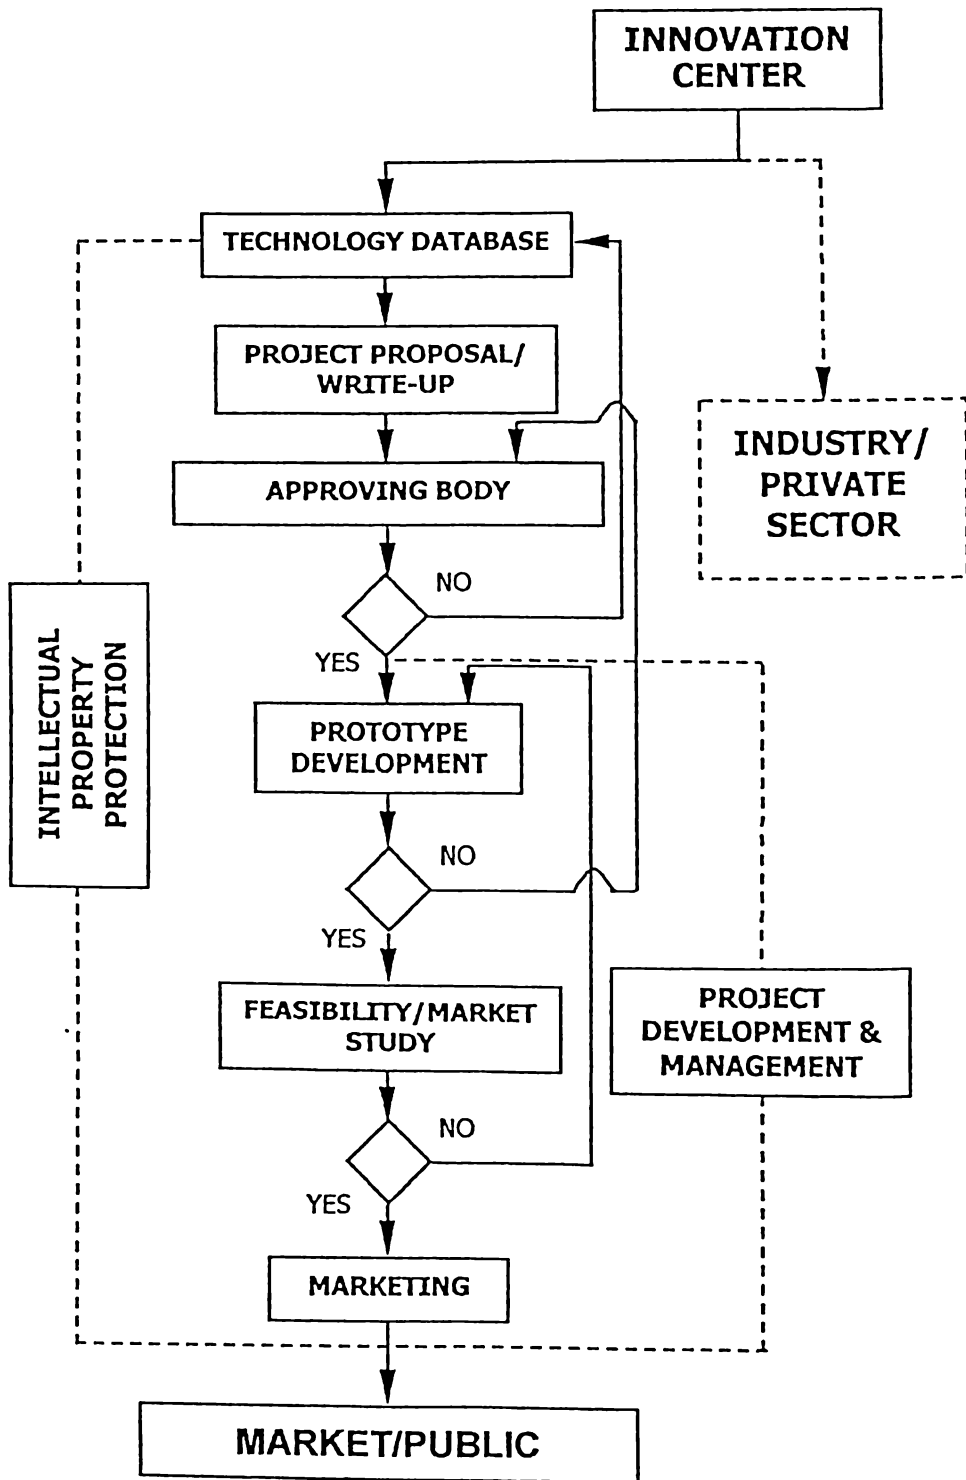 INNOVATION
CENTER
TECHNOLOGY DATABASE
PROJECT PROPOSAL/
WRITE-UP
INDUSTRY/
PRIVATE
SECTOR
APPROVING BODY
NO
YES
INTELLECTUAL
PROPERTY
PROTECTION
PROTOTYPE
DEVELOPMENT
NO
YES
FEASIBILITY/MARKET
STUDY
PROJECT
DEVELOPMENT &
MANAGEMENT
NO
YES
MARKETING
MARKET/PUBLIC